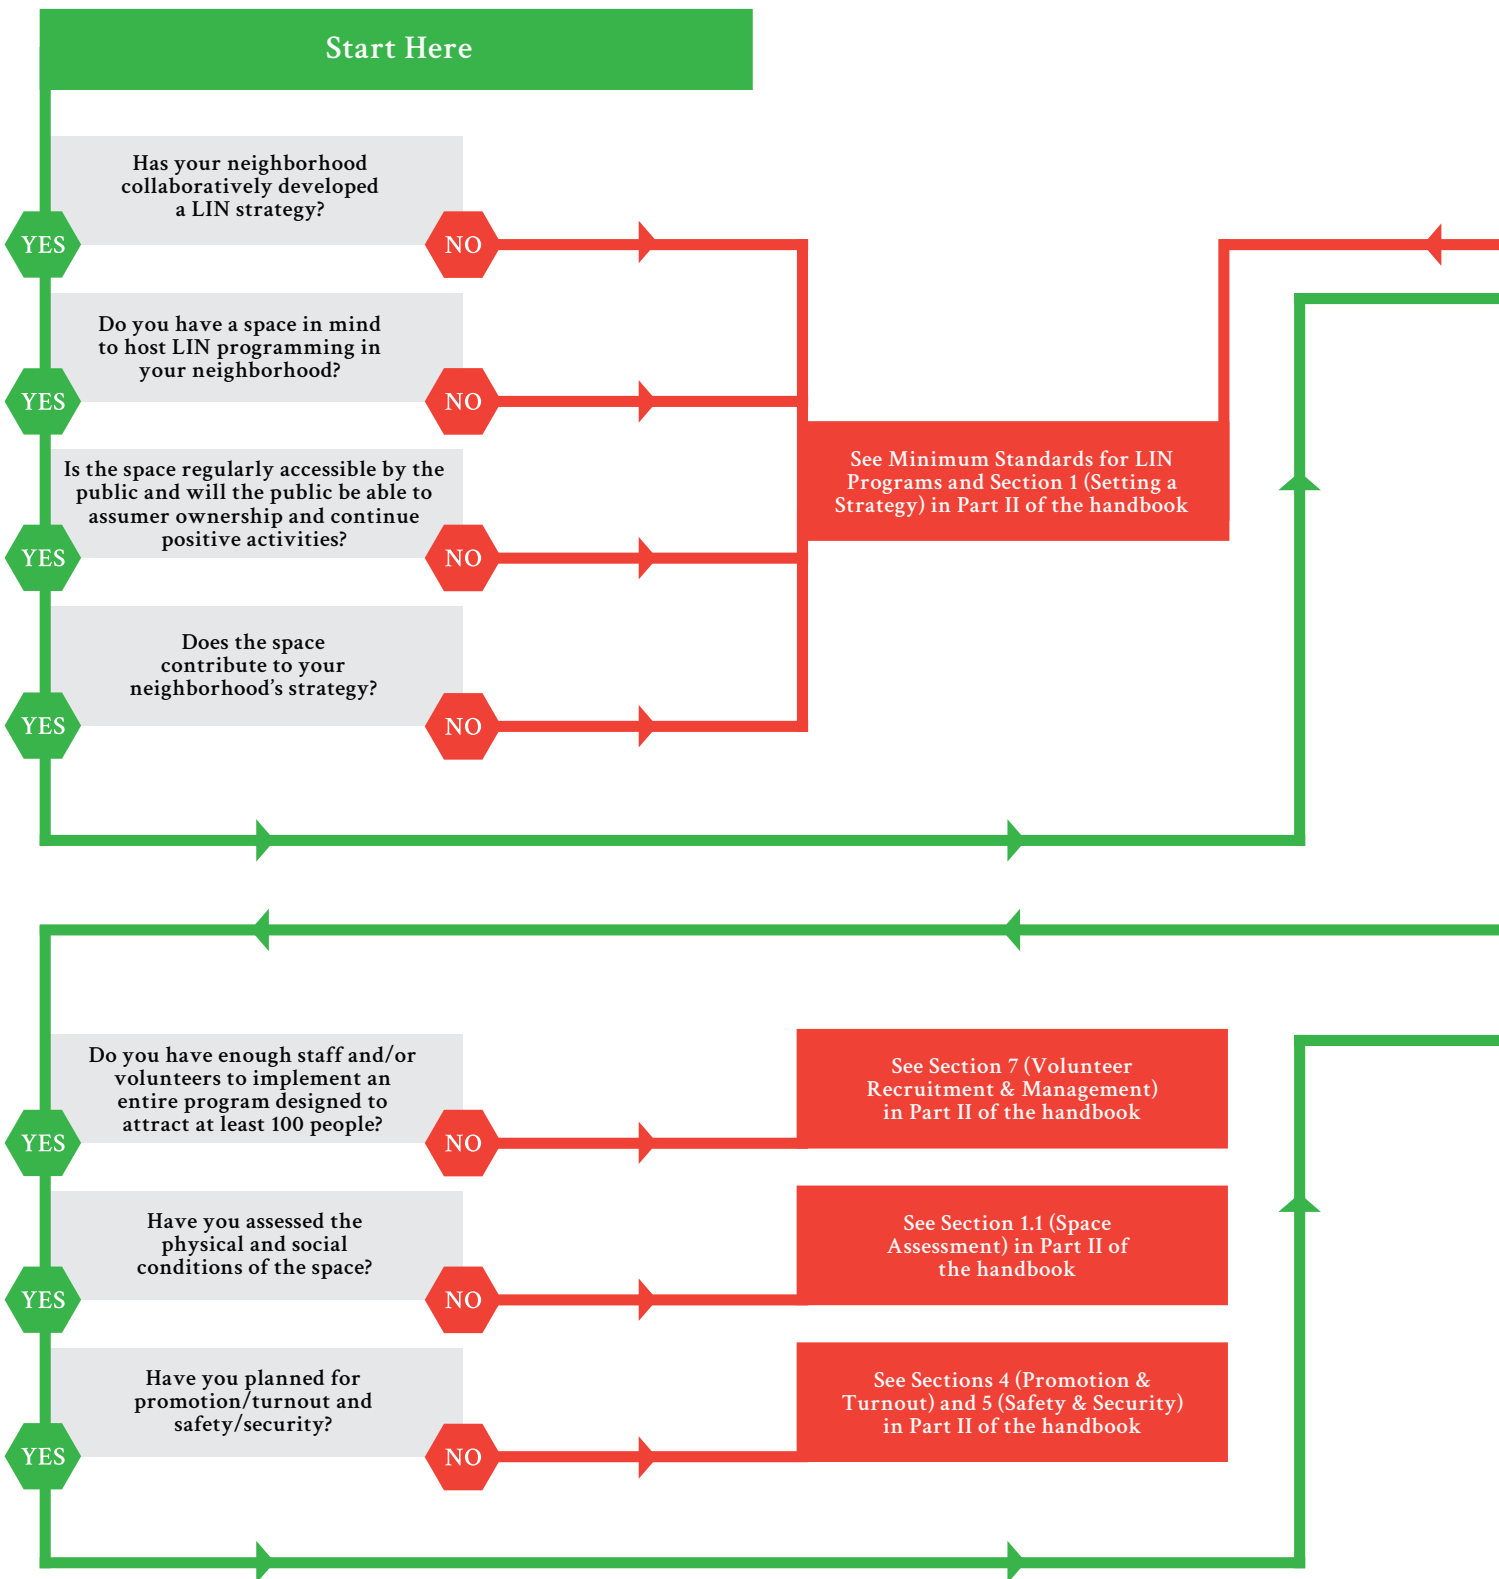 Start Here
Has your neighborhood
collaboratively developed
a LIN strategy?
YES
NO
Do you have a space in mind
to host LIN programming in
your neighborhood?
YES
NO
Is the space regularly accessible by the
public and will the public be able to
assumer ownership and continue
positive activities?
YES
NO
See Minimum Standards for LIN
Programs and Section 1 (Setting a
Strategy) in Part II of the handbook
Does the space
contribute to your
neighborhood’s strategy?
YES
NO
Do you have enough staff and/or
volunteers to implement an
entire program designed to
attract at least 100 people?
YES
NO
See Section 7 (Volunteer
Recruitment & Management)
in Part II of the handbook
Have you assessed the
physical and social
conditions of the space?
YES
NO
See Section 1.1 (Space
Assessment) in Part II of
the handbook
Have you planned for
promotion/turnout and
safety/security?
YES
NO
See Sections 4 (Promotion &
Turnout) and 5 (Safety & Security)
in Part II of the handbook